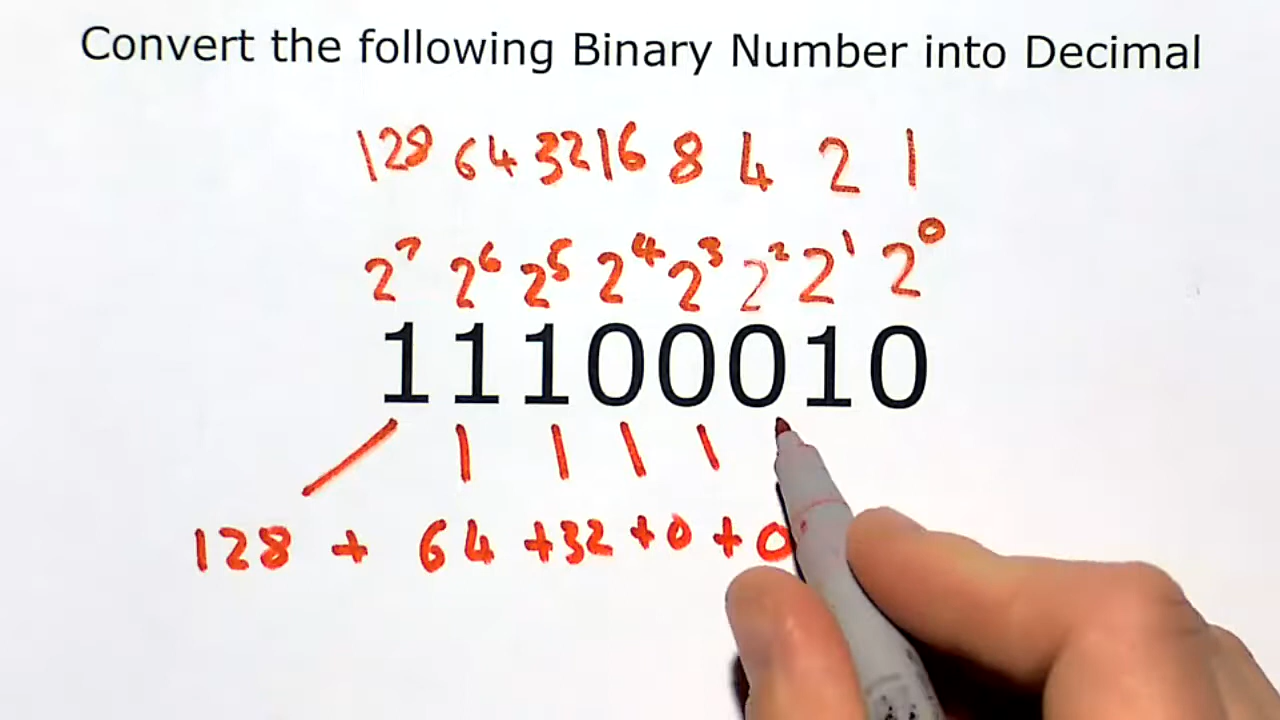 Convert the following Binary Number into Decimal
128 64 32 16 8 4 2 1
2⁷ 2⁶ 2⁵ 2⁴ 2³ 2² 2¹ 2⁰
11100010
128 + 64 +32 +0 +0